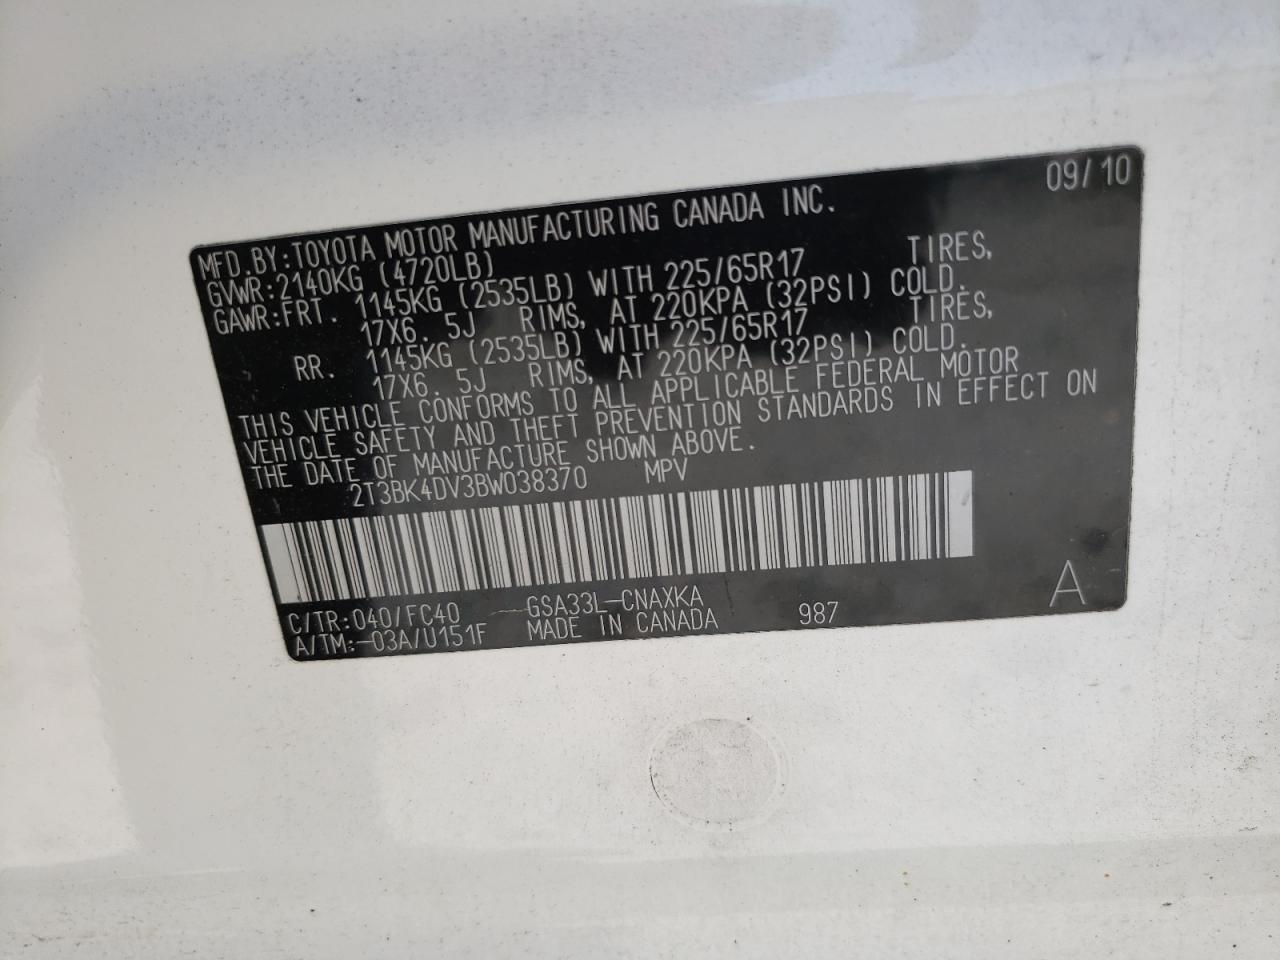 09/10
MFD.BY:TOYOTA MOTOR MANUFACTURING CANADA INC.
GVWR:2140KG (4720LB)
GAWR:FRT. 1145KG (2535LB) WITH 225/65R17 TIRES,
17X6. 5J RIMS, AT 220KPA (32PSI) COLD.
RR. 1145KG (2535LB) WITH 225/65R17 TIRES,
17X6. 5J RIMS, AT 220KPA (32PSI) COLD.
THIS VEHICLE CONFORMS TO ALL APPLICABLE FEDERAL MOTOR
VEHICLE SAFETY AND THEFT PREVENTION STANDARDS IN EFFECT ON
THE DATE OF MANUFACTURE SHOWN ABOVE.
2T3BK4DV3BW038370 MPV
C/TR:040/FC40 GSA33L-CNAXKA
A/TM:-03A/U151F MADE IN CANADA 987 A